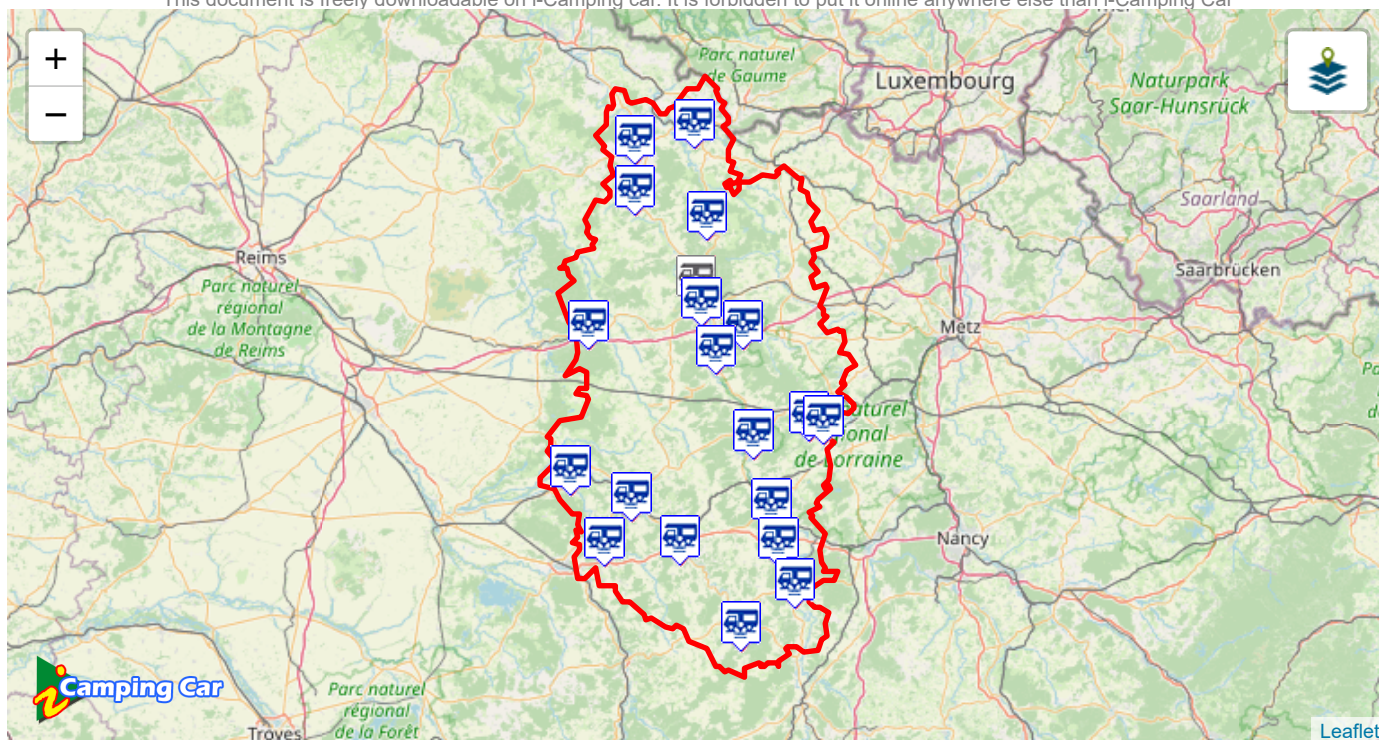 This document is freely downloadable on i-Camping car. It is forbidden to put it online anywhere else than i-Camping Car
+
−
Parc naturel
de Gaume
Luxembourg
Naturpark
Saar-Hunsrück
Saarland
Reims
Saarbrücken
Parc naturel
régional
de la Montagne
de Reims
Metz
naturel
de Lorraine
Nancy
i Camping Car
Parc naturel
régional
de la Forêt
Troyes
Leaflet